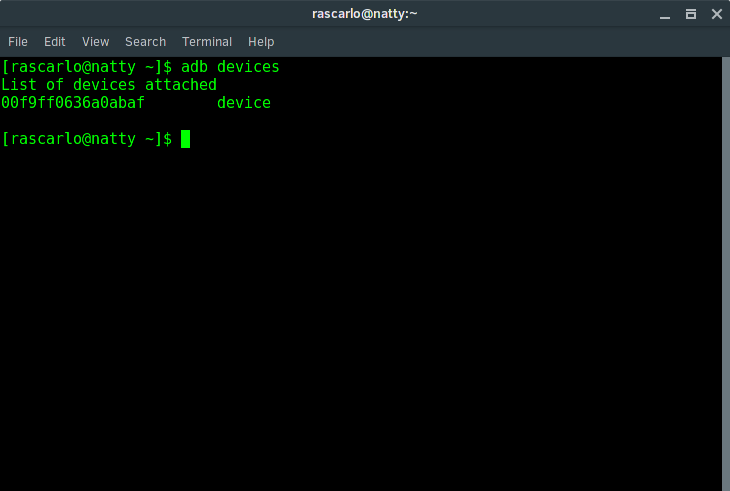 rascarlo@natty:~
File Edit View Search Terminal Help
[rascarlo@natty ~]$ adb devices
List of devices attached
00f9ff0636a0abaf device
[rascarlo@natty ~]$